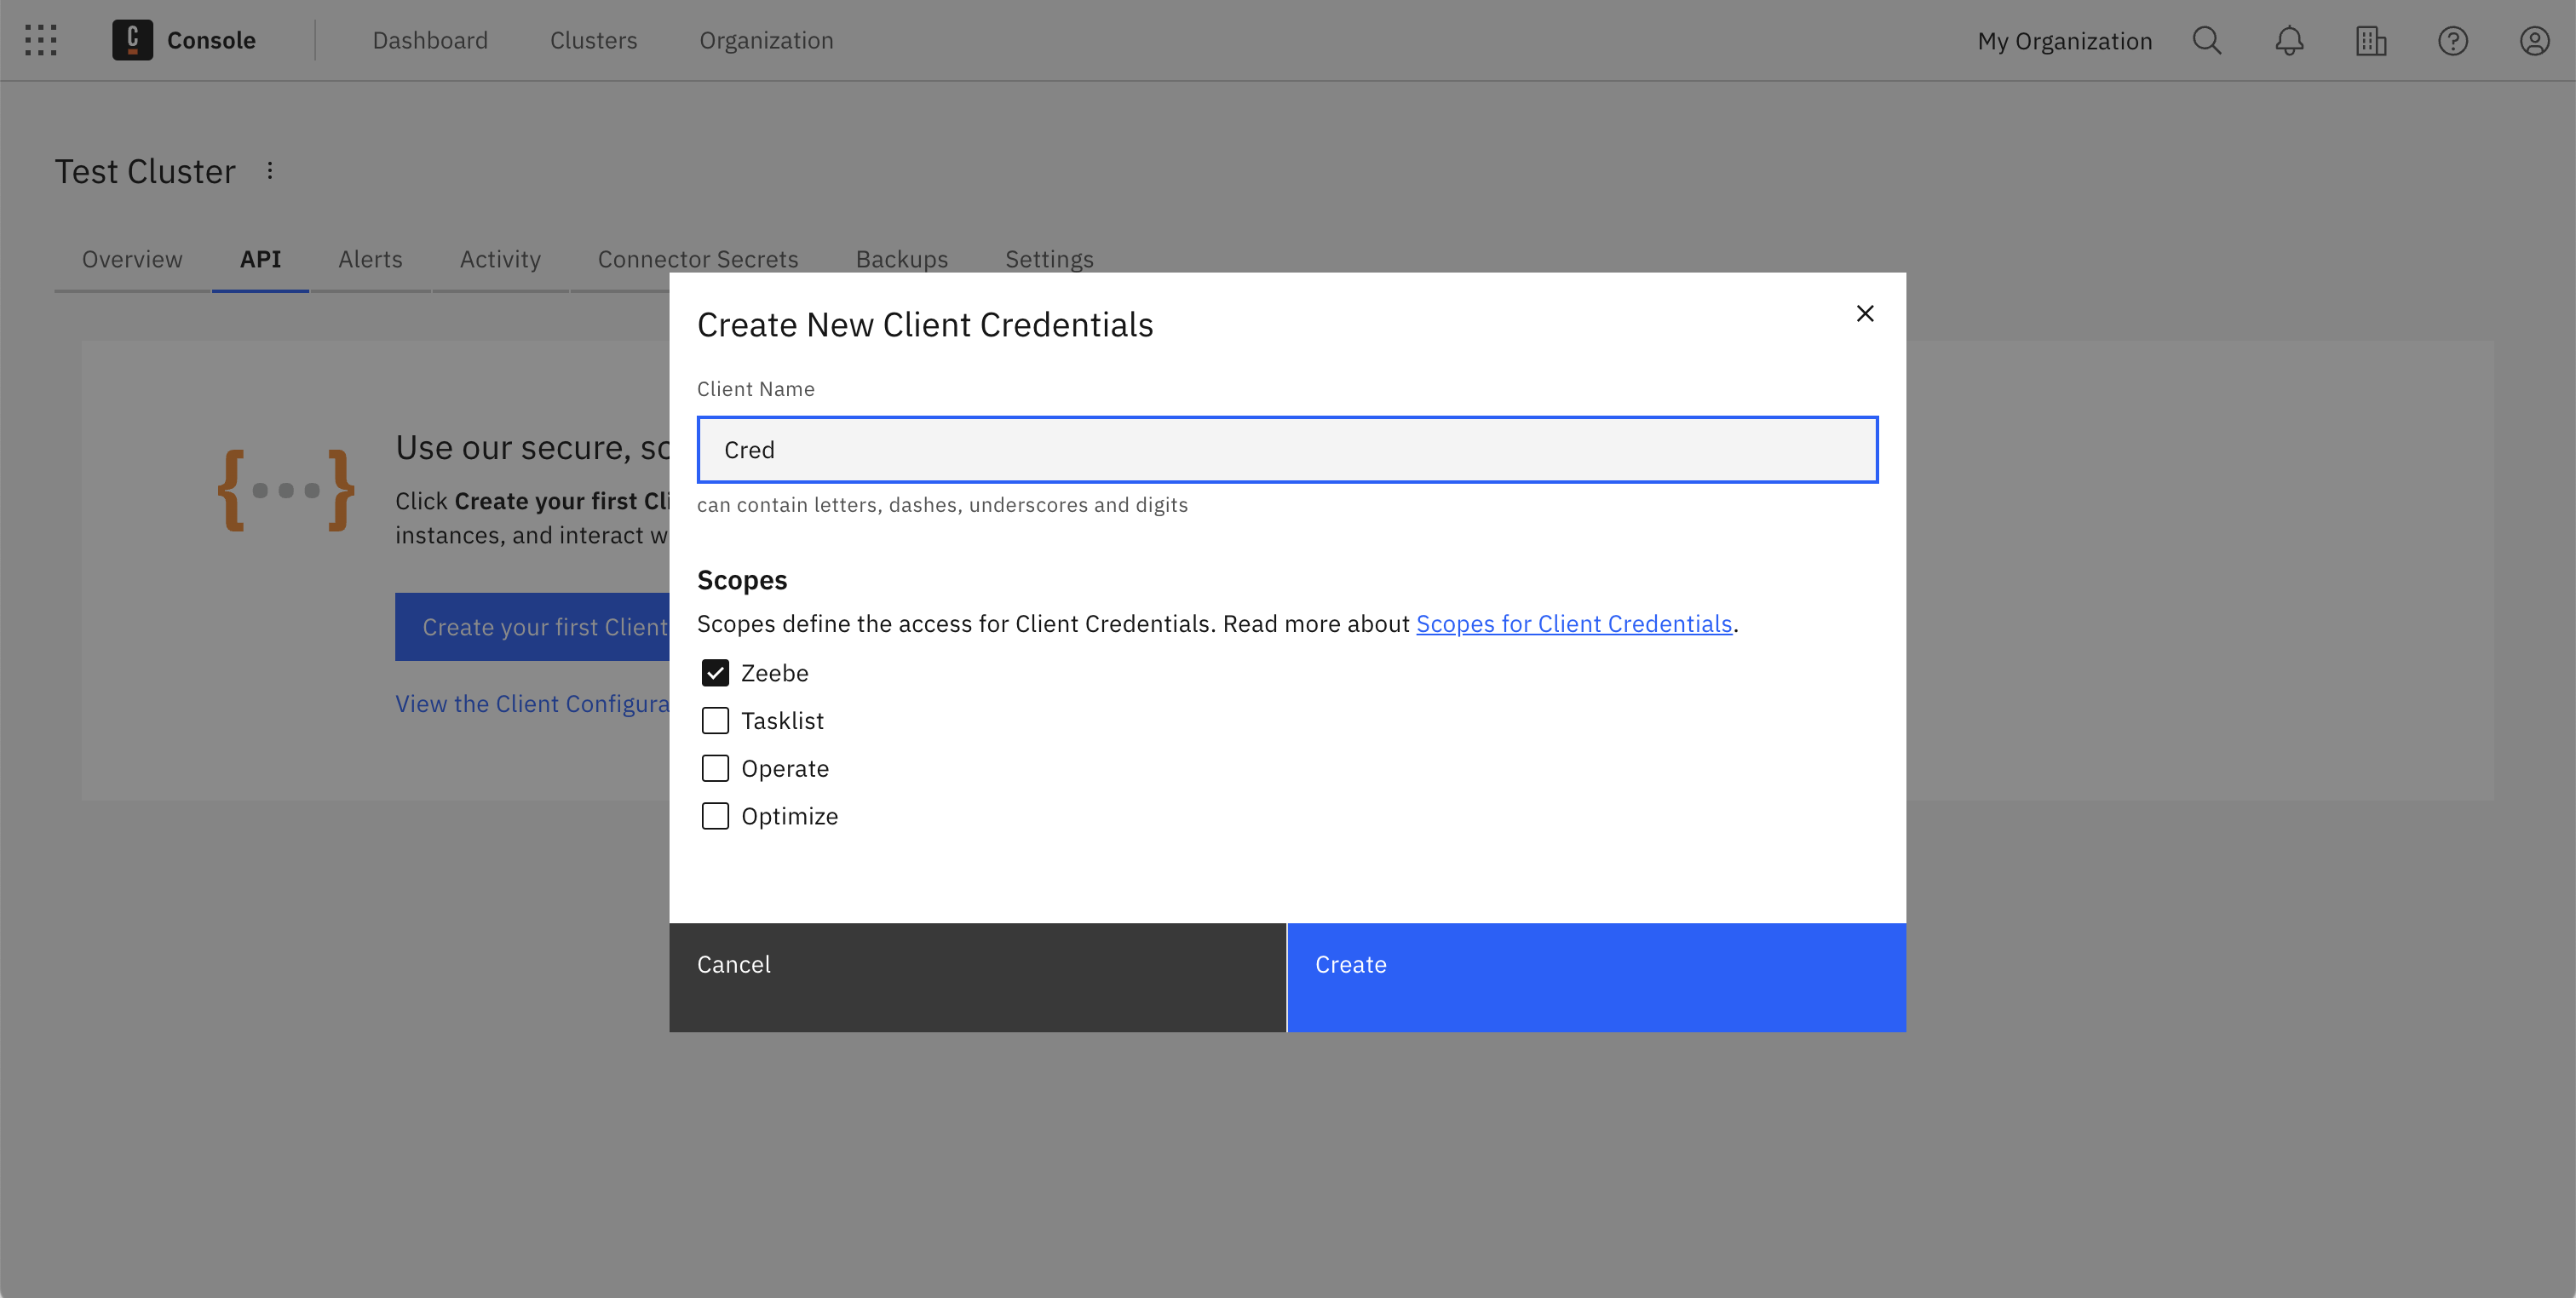 Console Dashboard Clusters Organization My Organization
Test Cluster
Overview API Alerts Activity Connector Secrets Backups Settings
Use our secure,
Click Create your first
instances, and interact
Create your first Client
View the Client
Create New Client Credentials
Client Name
Cred
can contain letters, dashes, underscores and digits
Scopes
Scopes define the access for Client Credentials. Read more about Scopes for Client Credentials.
Zeebe
Tasklist
Operate
Optimize
Cancel
Create